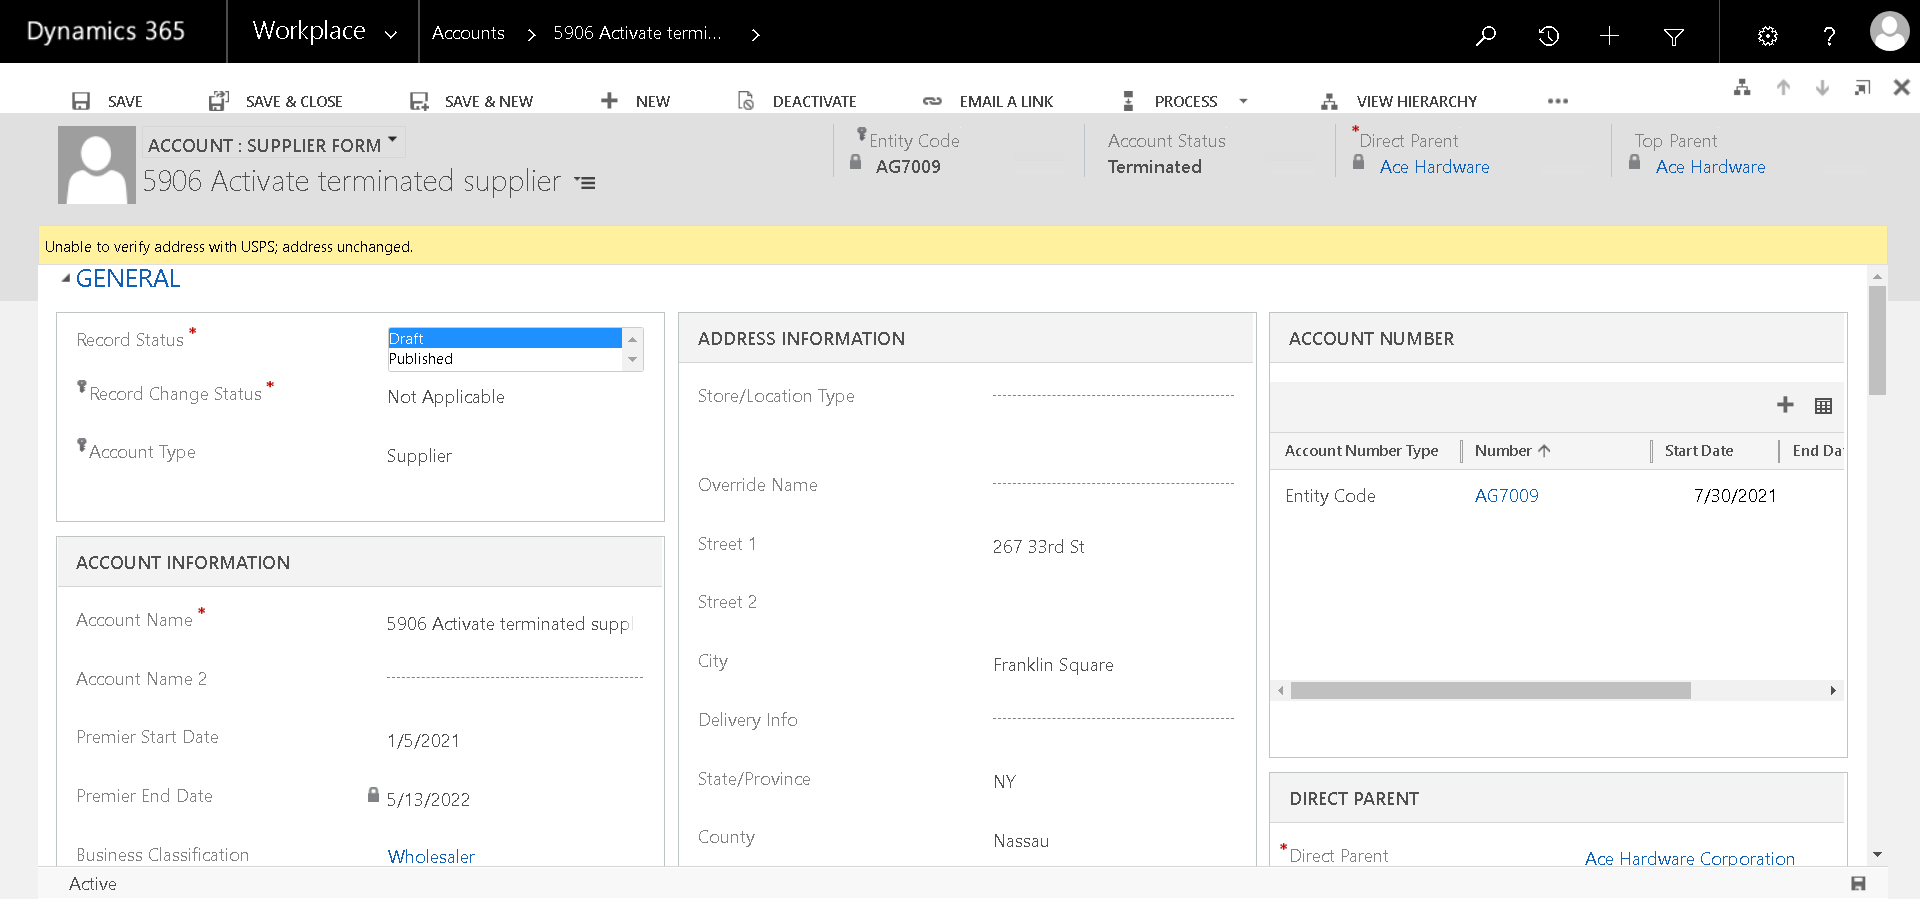 Dynamics 365
Workplace
Accounts
5906 Activate termi...
SAVE
SAVE & CLOSE
SAVE & NEW
NEW
DEACTIVATE
EMAIL A LINK
PROCESS
VIEW HIERARCHY
ACCOUNT : SUPPLIER FORM
5906 Activate terminated supplier
Entity Code
AG7009
Account Status
Terminated
*Direct Parent
Ace Hardware
Top Parent
Ace Hardware
Unable to verify address with USPS; address unchanged.
GENERAL
Record Status *
Draft
Published
Record Change Status *
Not Applicable
Account Type
Supplier
ACCOUNT INFORMATION
Account Name *
5906 Activate terminated suppl
Account Name 2
Premier Start Date
1/5/2021
Premier End Date
5/13/2022
Business Classification
Wholesaler
ADDRESS INFORMATION
Store/Location Type
Override Name
Street 1
267 33rd St
Street 2
City
Franklin Square
Delivery Info
State/Province
NY
County
Nassau
ACCOUNT NUMBER
Account Number Type
Number
Start Date
End Da
Entity Code
AG7009
7/30/2021
DIRECT PARENT
*Direct Parent
Ace Hardware Corporation
Active